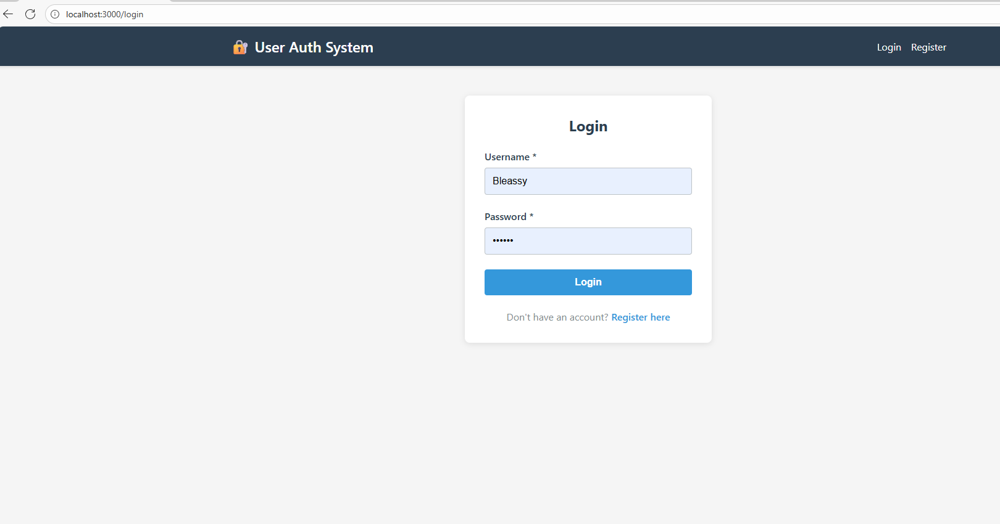 localhost:3000/login
User Auth System
Login Register
Login
Username *
Bleassy
Password *
••••••
Login
Don't have an account? Register here